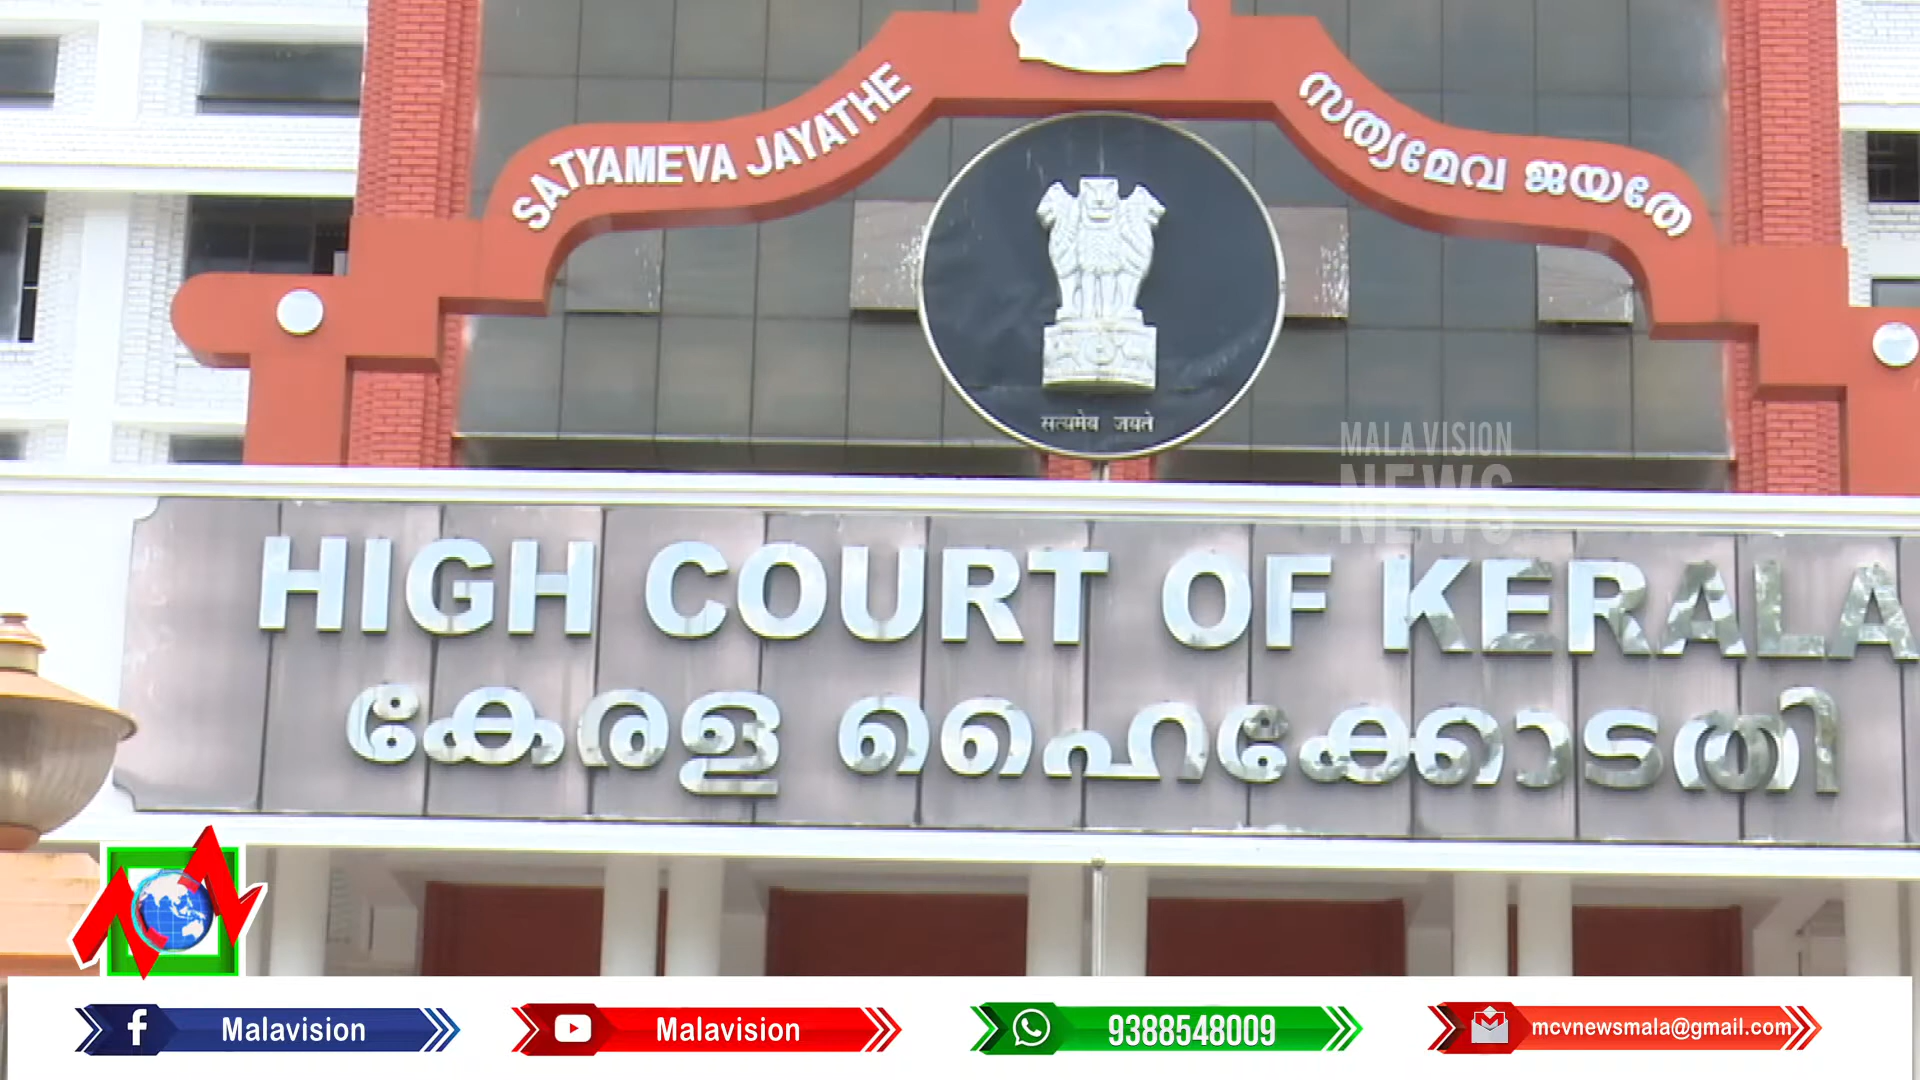 SATYAMEVA JAYATHE
സത്യമേവ ജയതേ
सत्यमेव जयते
MALA VISION
NEWS
NEWS
HIGH COURT OF KERALA
കേരള ഹൈക്കോടതി
Malavision
Malavision
9388548009
mcvnewsmala@gmail.com